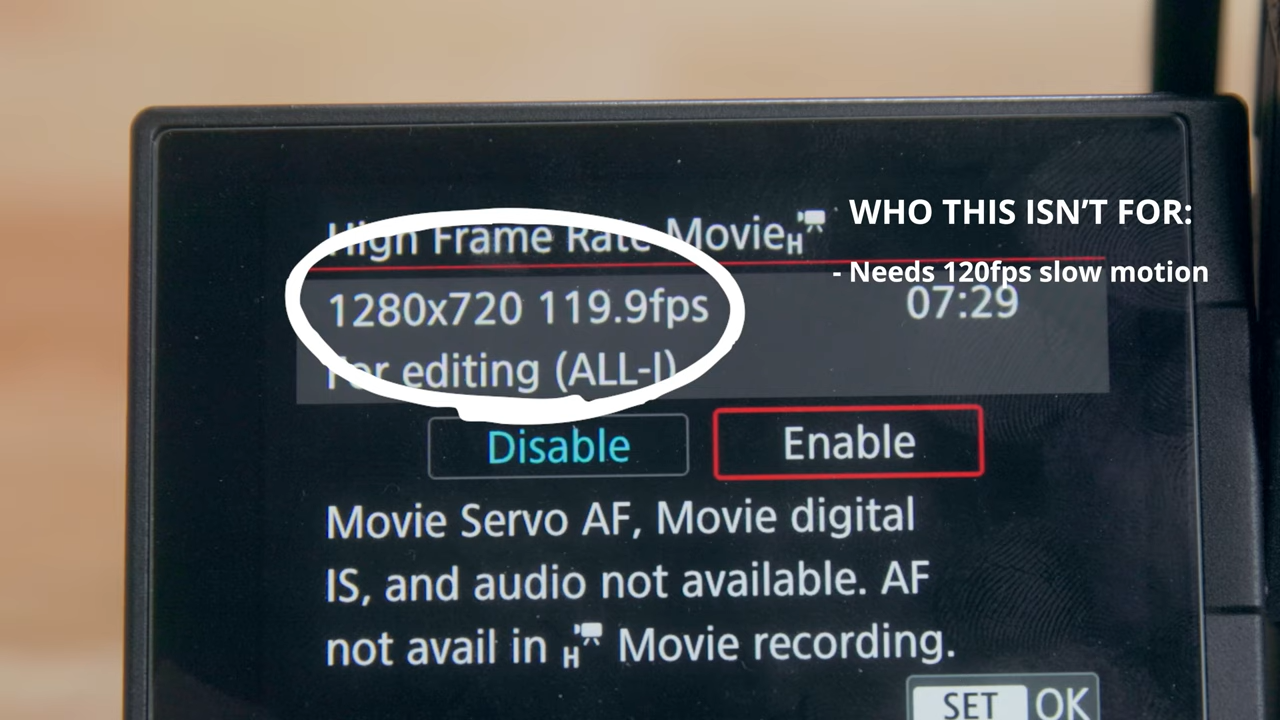 High Frame Rate Movie H
WHO THIS ISN'T FOR:
- Needs 120fps slow motion
1280x720 119.9fps 07:29
For editing (ALL-I)
Disable Enable
Movie Servo AF, Movie digital
IS, and audio not available. AF
not avail in H Movie recording.
SET OK